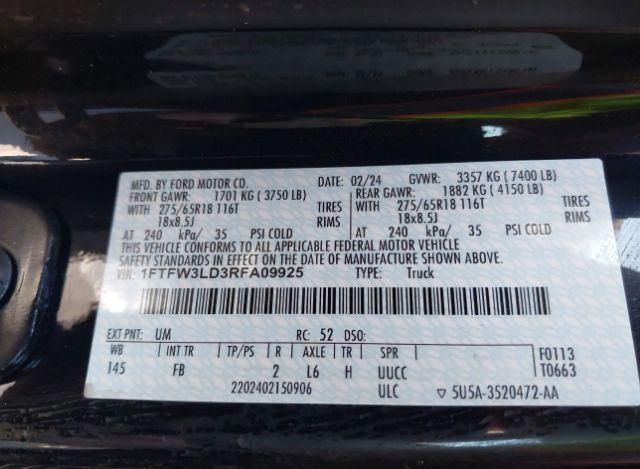 MFD. BY FORD MOTOR CO. DATE: 02/24 GVWR: 3357 KG ( 7400 LB)
FRONT GAWR: 1701 KG ( 3750 LB) REAR GAWR: 1882 KG ( 4150 LB)
WITH 275/65R18 116T TIRES WITH 275/65R18 116T TIRES
18x8.5J RIMS 18x8.5J RIMS
AT 240 kPa/ 35 PSI COLD AT 240 kPa/ 35 PSI COLD
THIS VEHICLE CONFORMS TO ALL APPLICABLE FEDERAL MOTOR VEHICLE
SAFETY STANDARDS IN EFFECT ON THE DATE OF MANUFACTURE SHOWN ABOVE.
VIN: 1FTFW3LD3RFA09925 TYPE: Truck
EXT PNT: UM RC: 52 DSO:
WB INT TR TP/PS R AXLE TR SPR F0113
145 FB 2 L6 H UUCC T0663
2202402150906 ULC ▽ 5U5A-3520472-AA